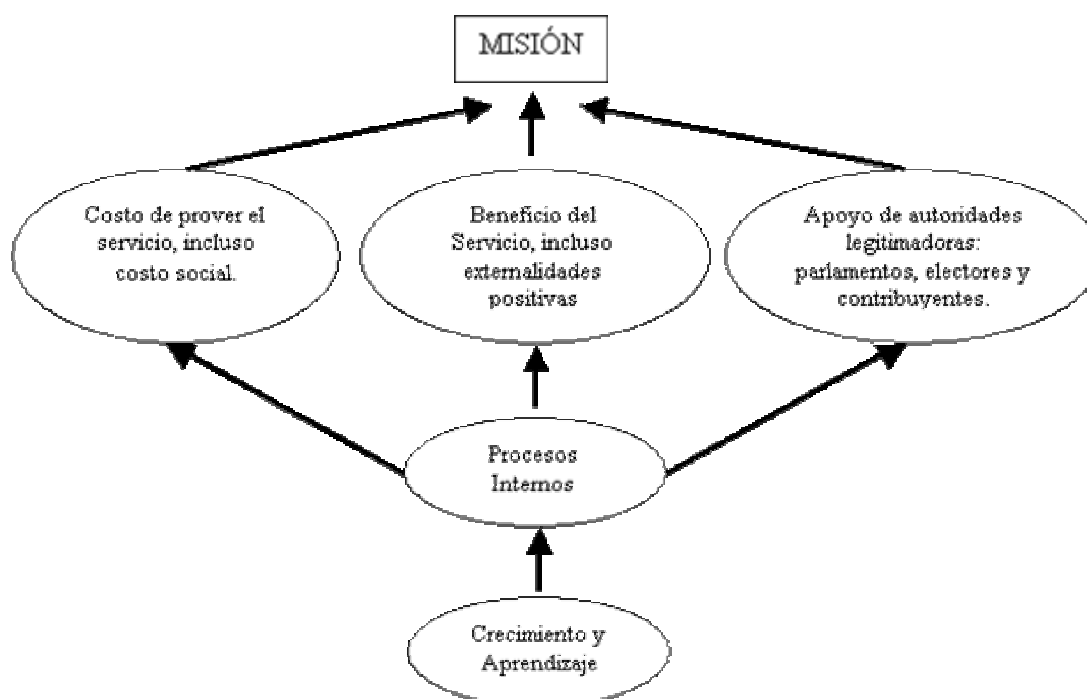 MISIÓN
Costo de prover el
servicio, incluso
costo social.
Beneficio del
Servicio, incluso
externalidades
positivas
Apoyo de autoridades
legitimadoras:
parlamentos, electores y
contribuyentes.
Procesos
Internos
Crecimiento y
Aprendizaje